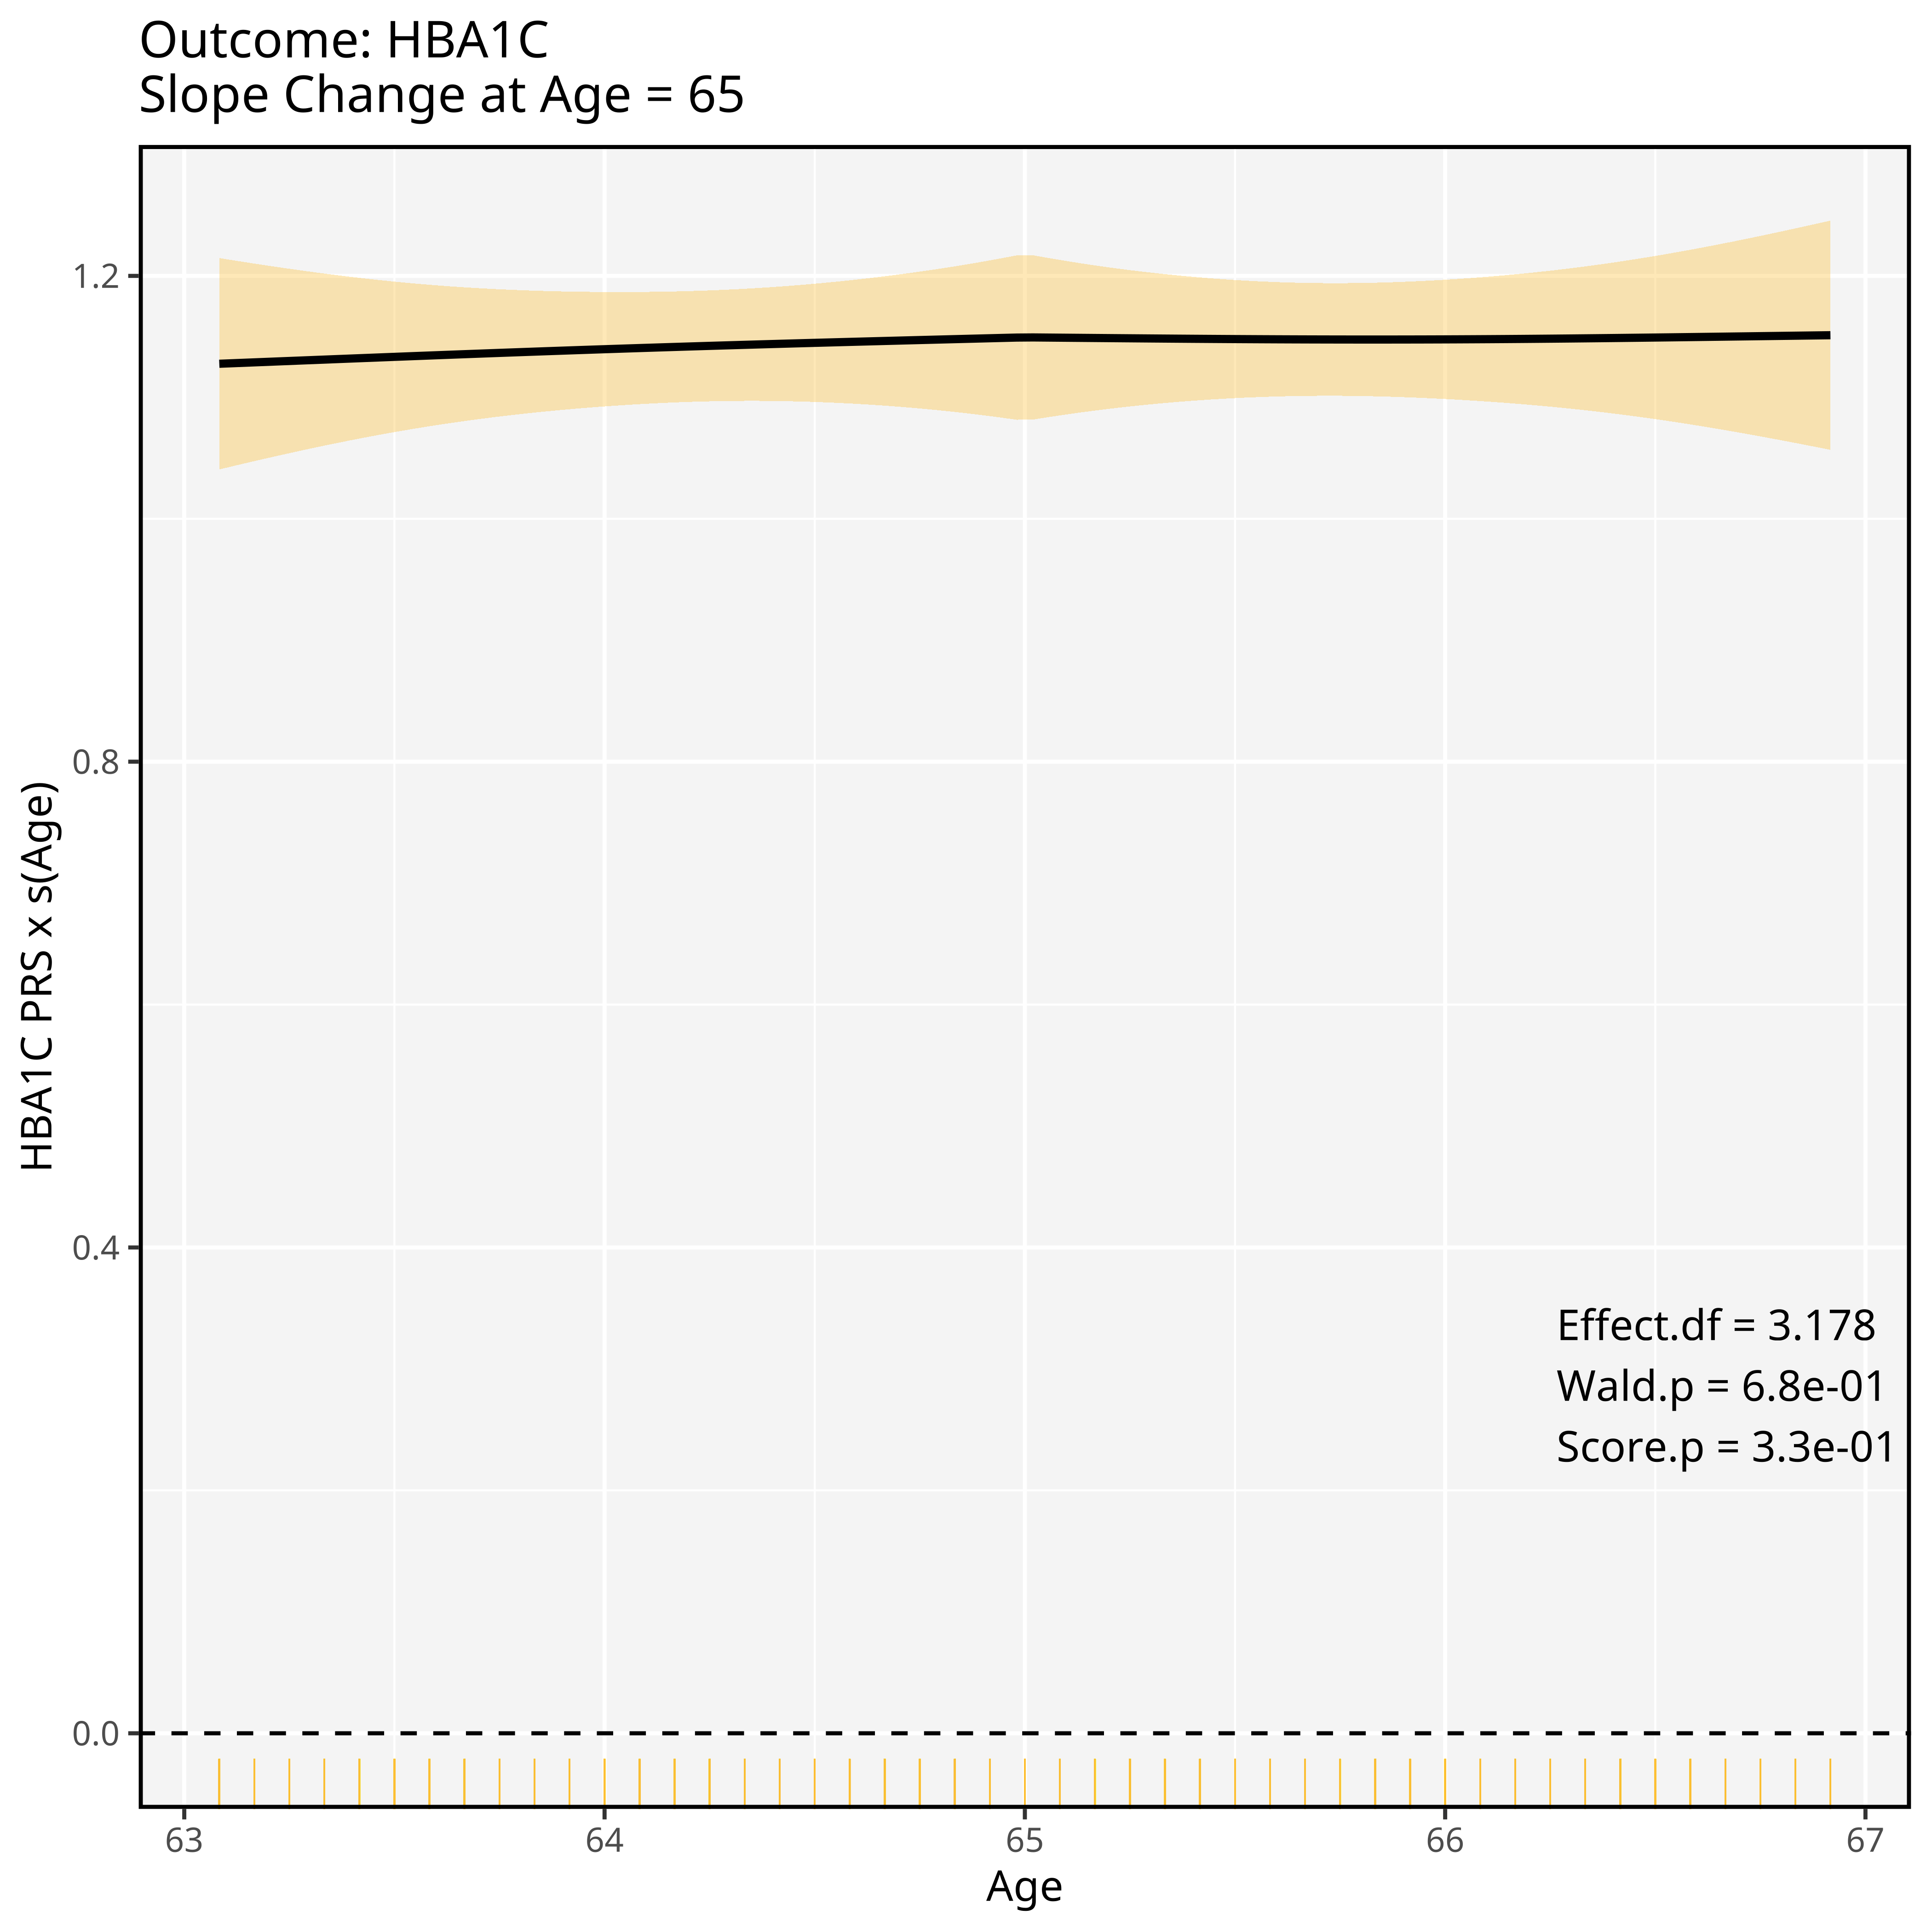 Outcome: HBA1C
Slope Change at Age = 65
1.2
0.8
0.4
0.0
HBA1C PRS x s(Age)
Effect.df = 3.178
Wald.p = 6.8e-01
Score.p = 3.3e-01
63 64 65 66 67
Age